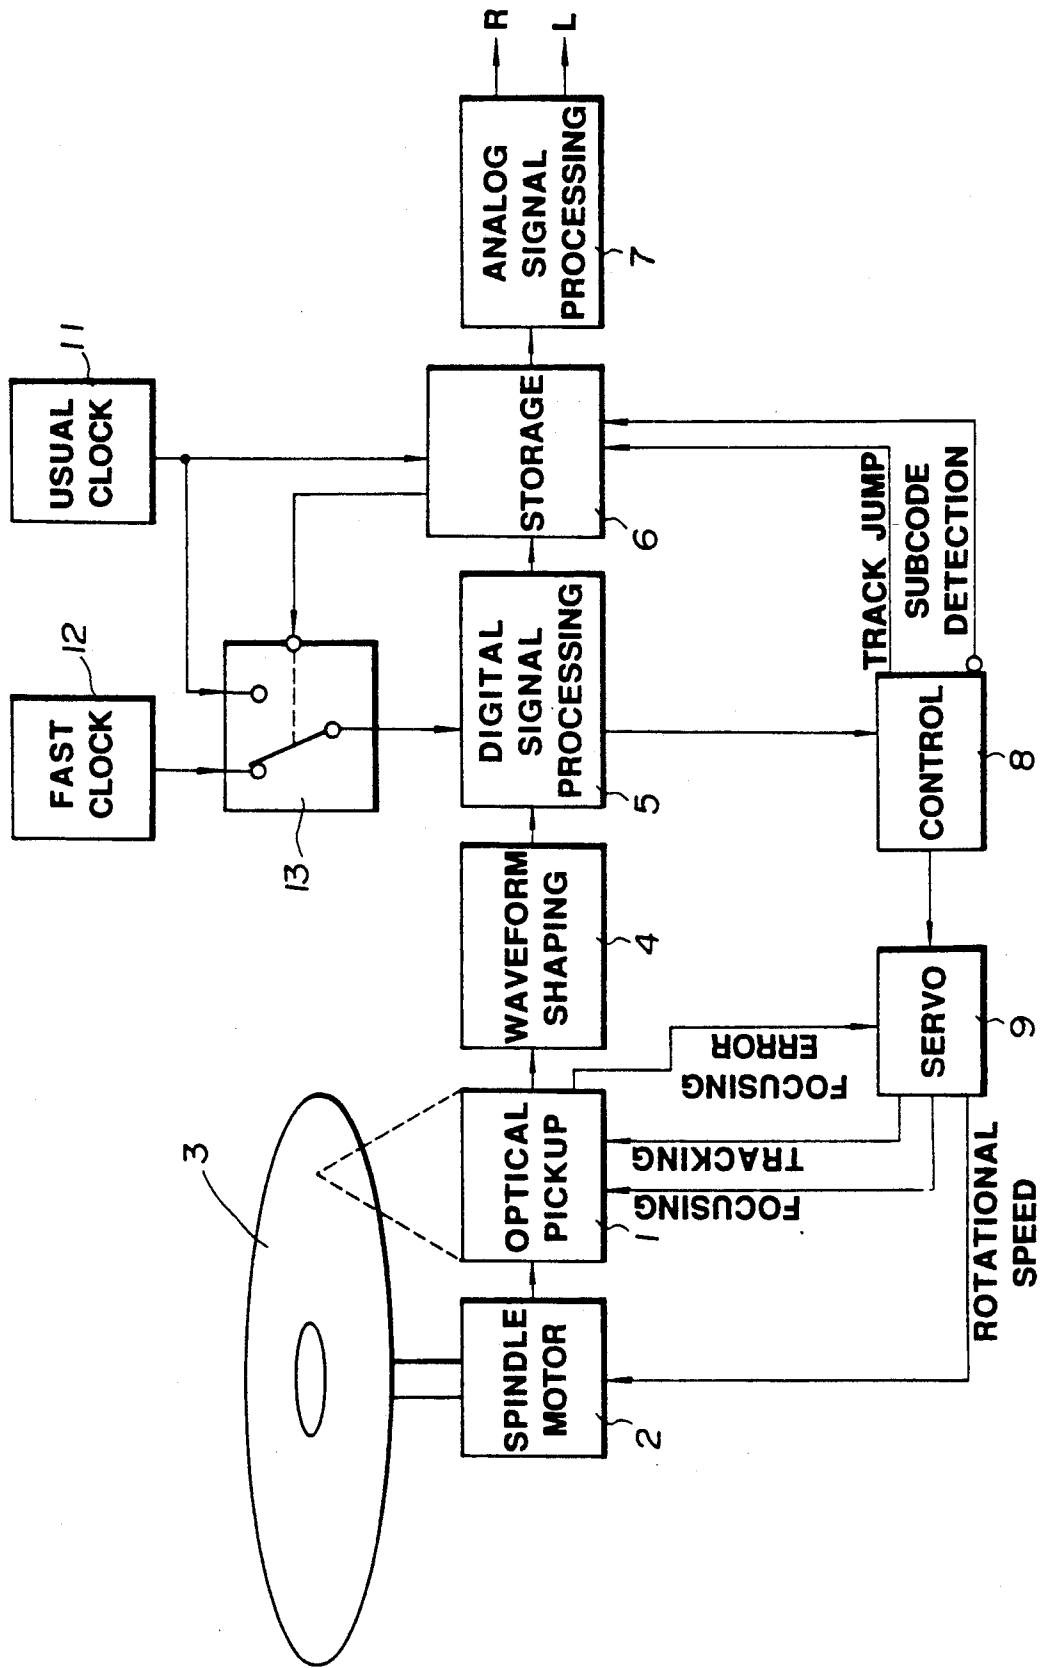 FAST
CLOCK
12
USUAL
CLOCK
11
13
3
SPINDLE
MOTOR
2
OPTICAL
PICKUP
1
WAVEFORM
SHAPING
4
DIGITAL
SIGNAL
PROCESSING
5
STORAGE
6
ANALOG
SIGNAL
PROCESSING
7
R
L
FOCUSING
TRACKING
FOCUSING
ERROR
TRACK JUMP
SUBCODE
DETECTION
SERVO
9
CONTROL
8
ROTATIONAL
SPEED